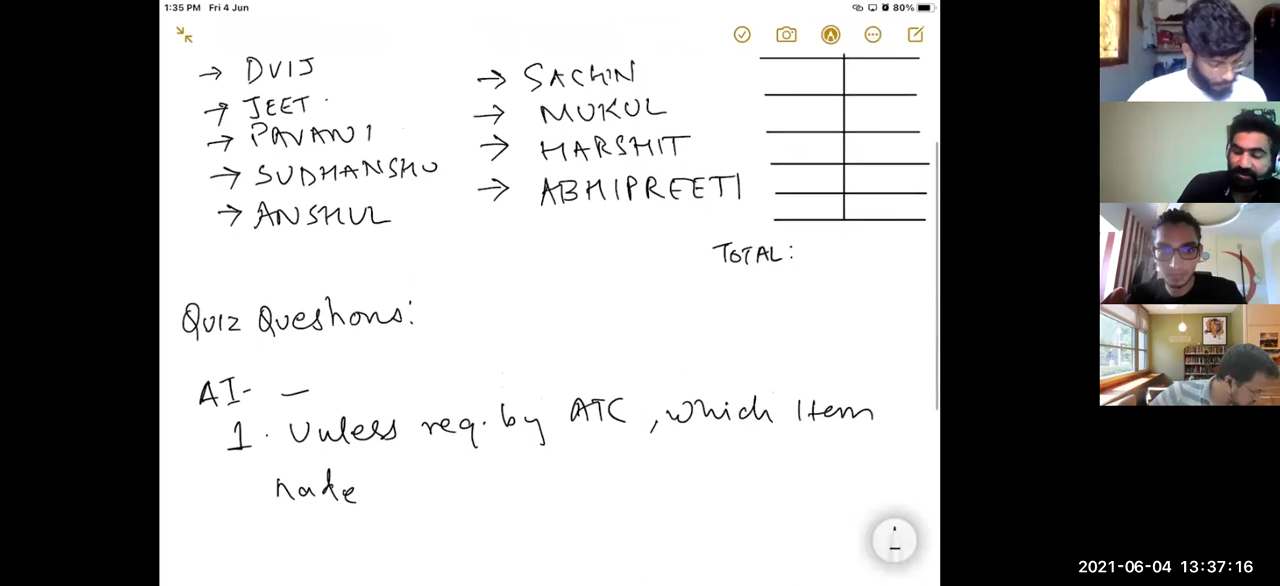 1:35 PM Fri 4 Jun
80%
→ DVIJ
→ JEET
→ PAVANI
→ SUDHANSHU
→ ANSHUL
→ SACHIN
→ MUKUL
→ HARSHIT
→ ABHIPREETI
TOTAL:
Quiz Questions:
AI- —
1. Unless req. by ATC, which item
nade
2021-06-04 13:37:16